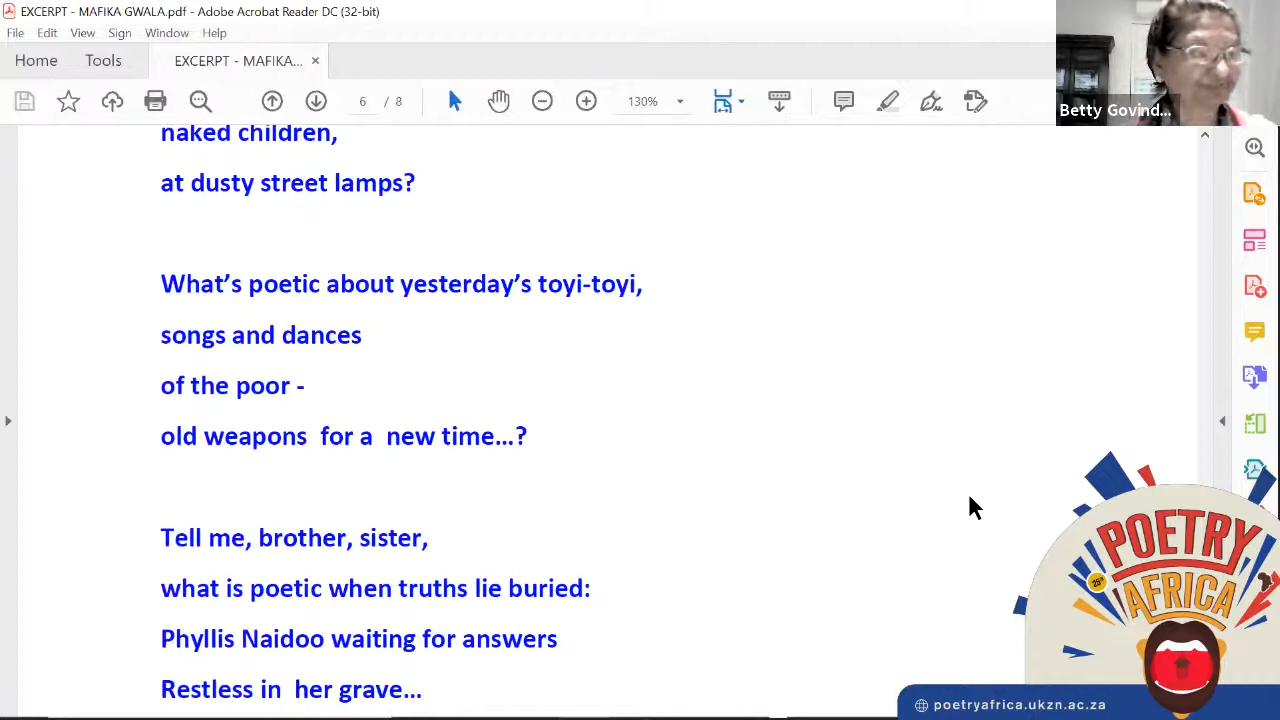 EXCERPT - MAFIKA GWALA.pdf - Adobe Acrobat Reader DC (32-bit)
File Edit View Sign Window Help
Home Tools EXCERPT - MAFIKA... ×
6 / 8 130%
Betty Govind...
naked children,
at dusty street lamps?
What’s poetic about yesterday’s toyi-toyi,
songs and dances
of the poor -
old weapons  for a  new time...?
Tell me, brother, sister,
what is poetic when truths lie buried:
Phyllis Naidoo waiting for answers
Restless in  her grave...
POETRY
25th
AFRICA
poetryafrica.ukzn.ac.za